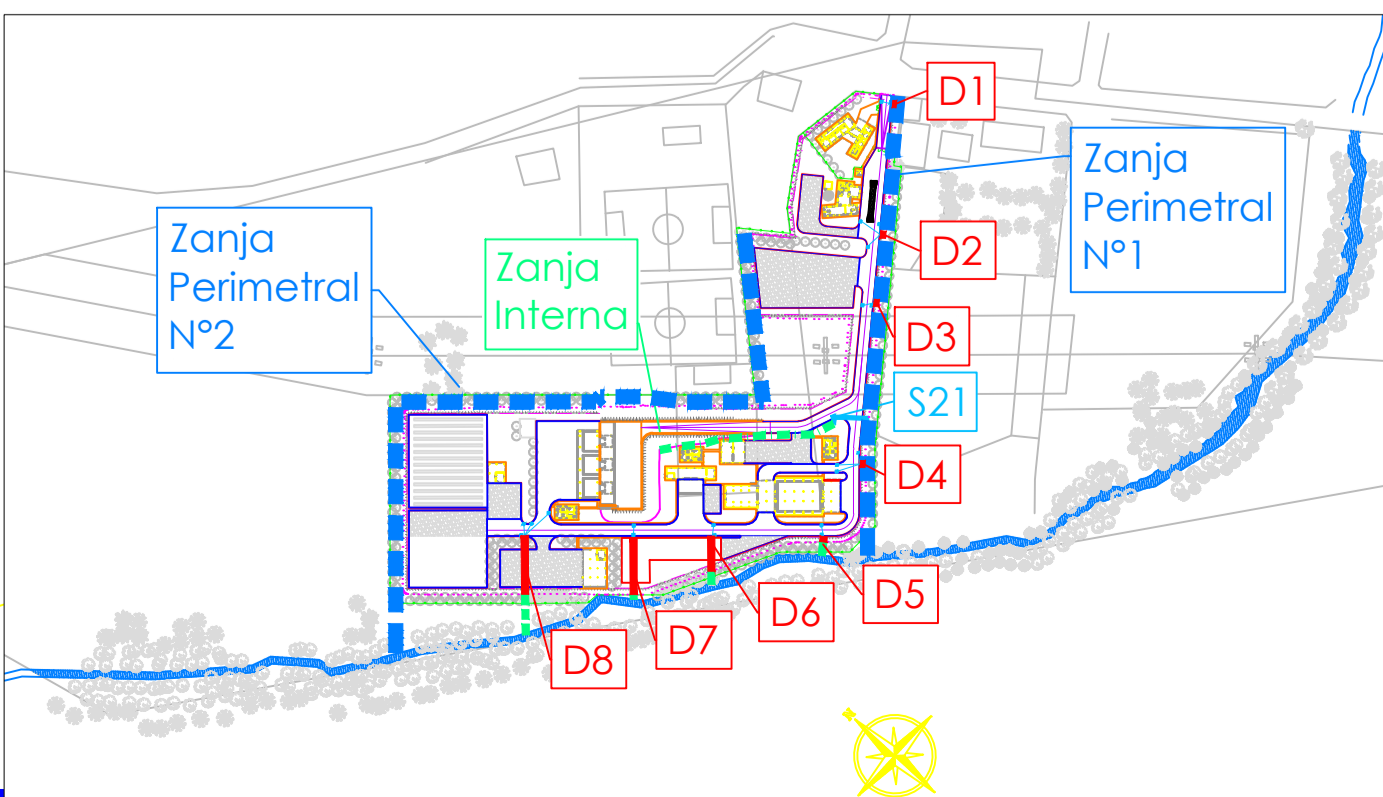 D1
Zanja
Perimetral
N°1
Zanja
Perimetral
N°2
Zanja
Interna
D2
D3
S21
D4
D5
D6
D7
D8